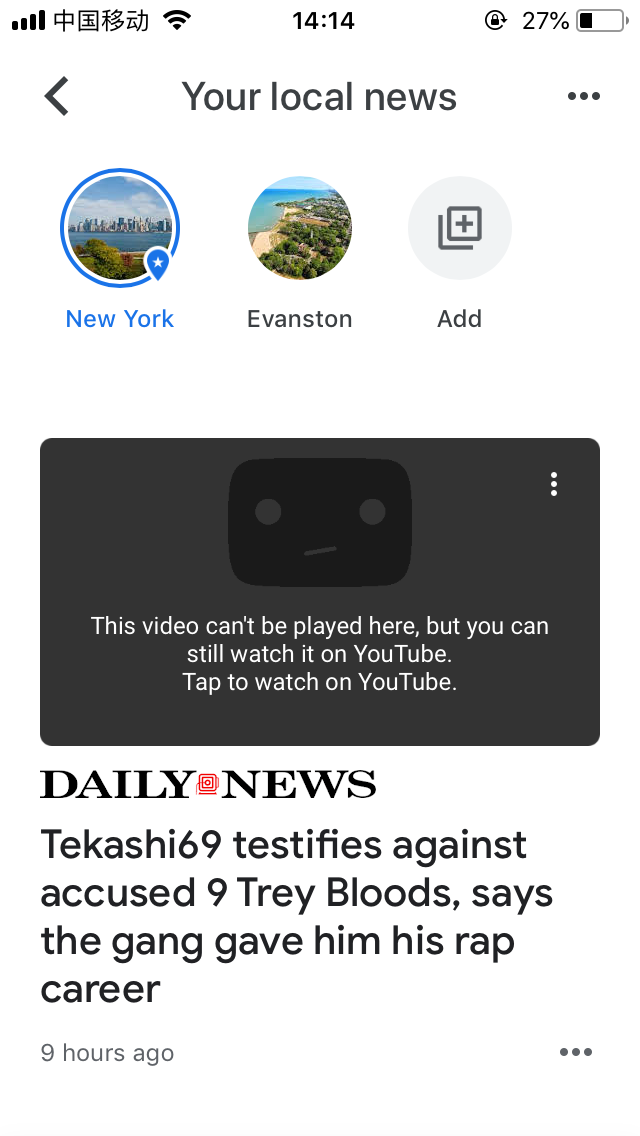 中国移动 14:14 27%
Your local news
New York Evanston Add
This video can't be played here, but you can
still watch it on YouTube.
Tap to watch on YouTube.
DAILY NEWS
Tekashi69 testifies against
accused 9 Trey Bloods, says
the gang gave him his rap
career
9 hours ago